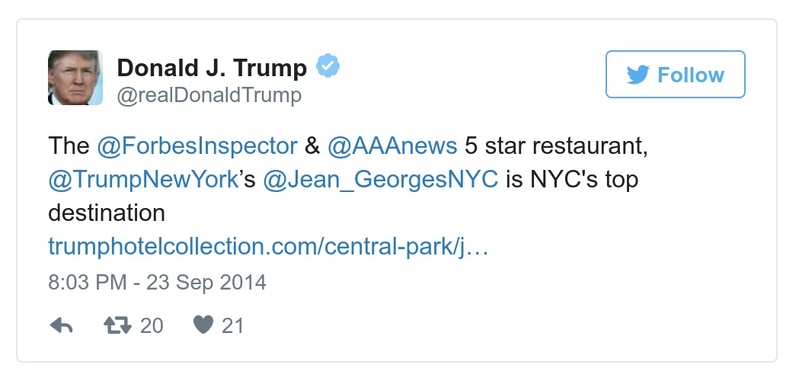 Donald J. Trump
@realDonaldTrump
Follow
The @ForbesInspector & @AAAnews 5 star restaurant,
@TrumpNewYork’s @Jean_GeorgesNYC is NYC's top
destination
trumphotelcollection.com/central-park/j…
8:03 PM - 23 Sep 2014
20 21